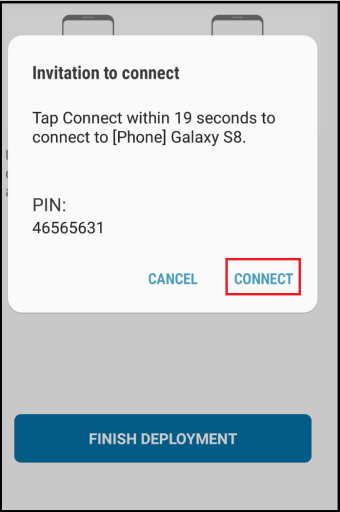 Invitation to connect
Tap Connect within 19 seconds to
connect to [Phone] Galaxy S8.
PIN:
46565631
CANCEL CONNECT
FINISH DEPLOYMENT